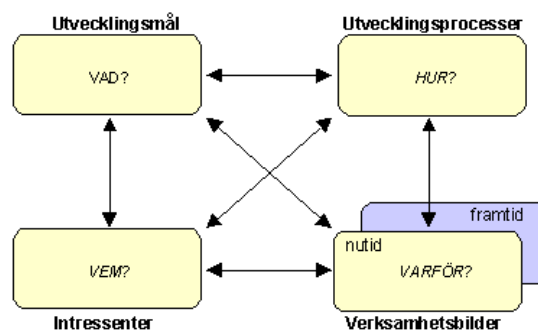 Utvecklingsmål
Utvecklingsprocesser
VAD?
HUR?
framtid
nutid
VEM?
VARFÖR?
Intressenter
Verksamhetsbilder